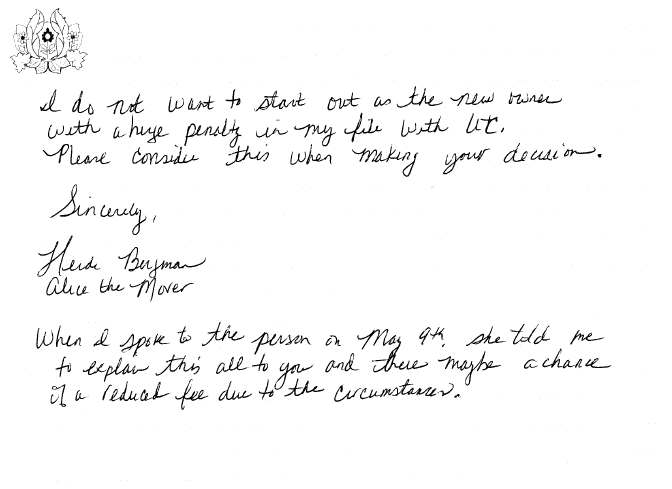 I do not want to start out as the new owner
with a huge penalty in my file with UTC.
Please consider this when making your decision.
Sincerely,
Heidi Bergman
Alice the Mover
When I spoke to the person on May 9th. she told me
to explain this all to you and there maybe a chance
of a reduced fee due to the circumstances.